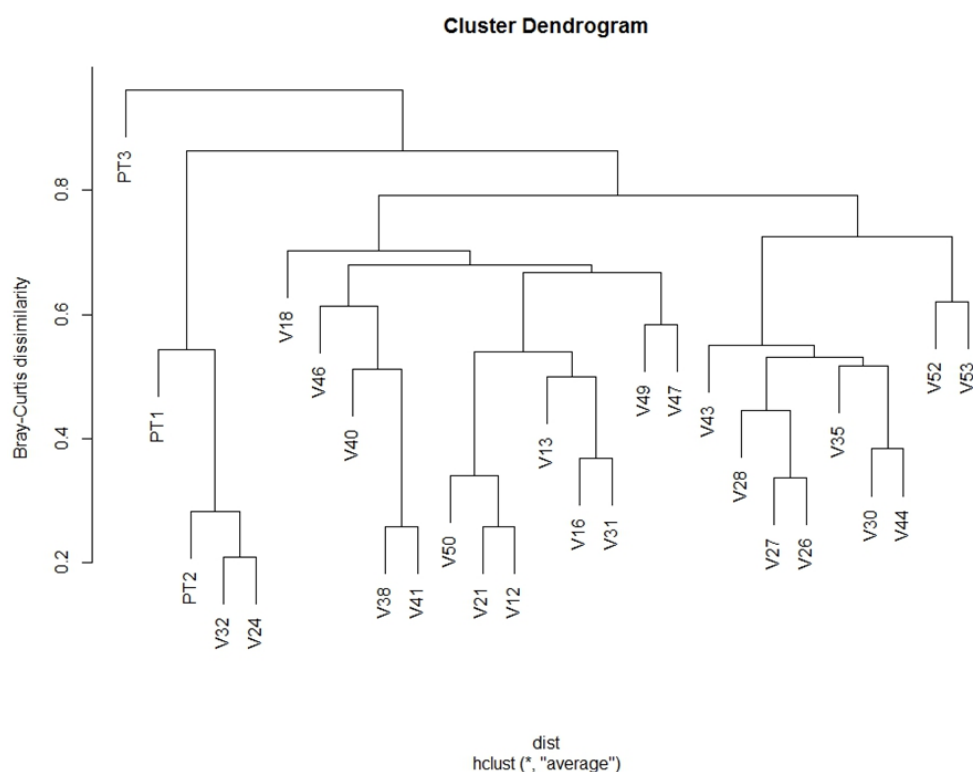 Cluster Dendrogram
Bray-Curtis dissimilarity
0.8
0.6
0.4
0.2
PT3
PT1
PT2
V32
V24
V18
V46
V40
V38
V41
V50
V21
V12
V13
V16
V31
V49
V47
V43
V28
V27
V26
V35
V30
V44
V52
V53
dist
hclust (*, "average")